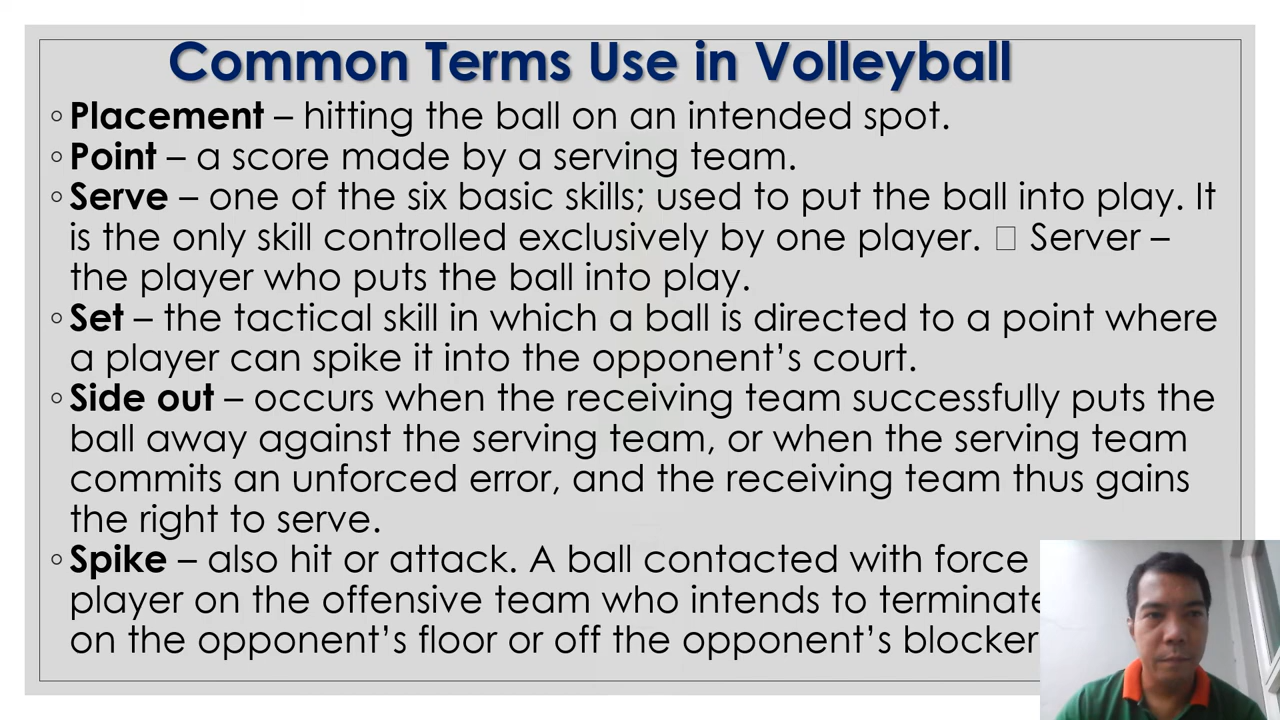 Common Terms Use in Volleyball
◦ Placement – hitting the ball on an intended spot.
◦ Point – a score made by a serving team.
◦ Serve – one of the six basic skills; used to put the ball into play. It
is the only skill controlled exclusively by one player. □ Server –
the player who puts the ball into play.
◦ Set – the tactical skill in which a ball is directed to a point where
a player can spike it into the opponent’s court.
◦ Side out – occurs when the receiving team successfully puts the
ball away against the serving team, or when the serving team
commits an unforced error, and the receiving team thus gains
the right to serve.
◦ Spike – also hit or attack. A ball contacted with force
player on the offensive team who intends to terminate
on the opponent’s floor or off the opponent’s blocker